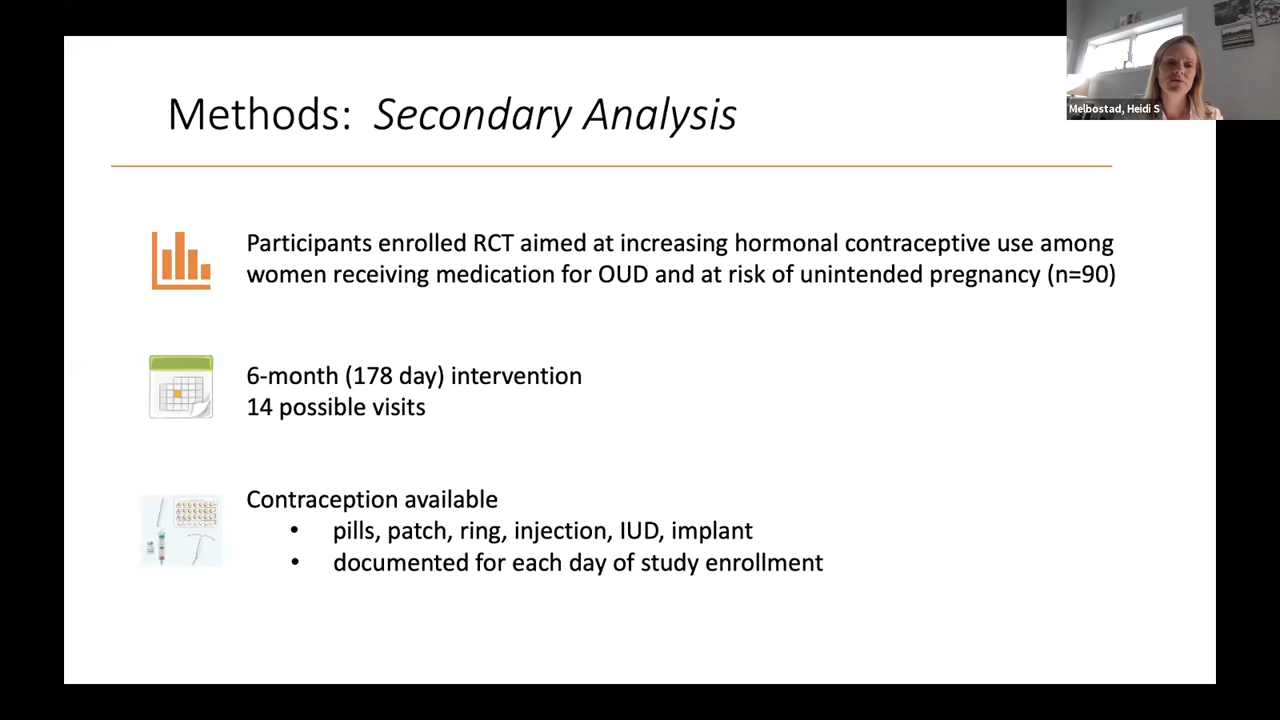 Methods: Secondary Analysis
Melbostad, Heidi S
Participants enrolled RCT aimed at increasing hormonal contraceptive use among
women receiving medication for OUD and at risk of unintended pregnancy (n=90)
6-month (178 day) intervention
14 possible visits
Contraception available
• pills, patch, ring, injection, IUD, implant
• documented for each day of study enrollment